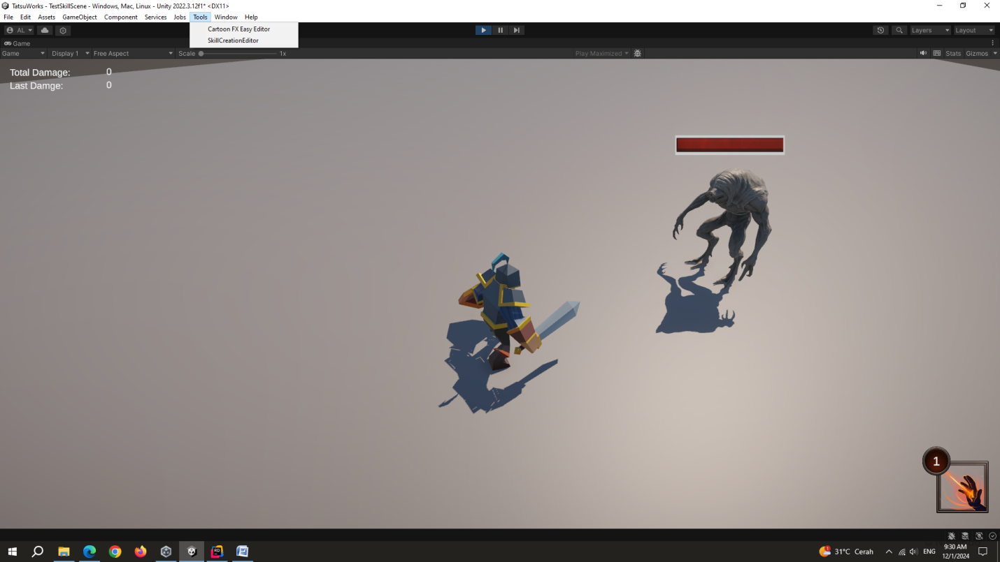 TatsuWorks - TestSkillScene - Windows, Mac, Linux - Unity 2022.3.12f1* <DX11>
File Edit Assets GameObject Component Services Jobs Tools Window Help
Cartoon FX Easy Editor
SkillCreationEditor
AL
Layers Layout
Game
Game Display 1 Free Aspect Scale 1x Play Maximized Stats Gizmos
Total Damage: 0
Last Damge: 0
1
31°C Cerah ENG 9:30 AM
12/1/2024